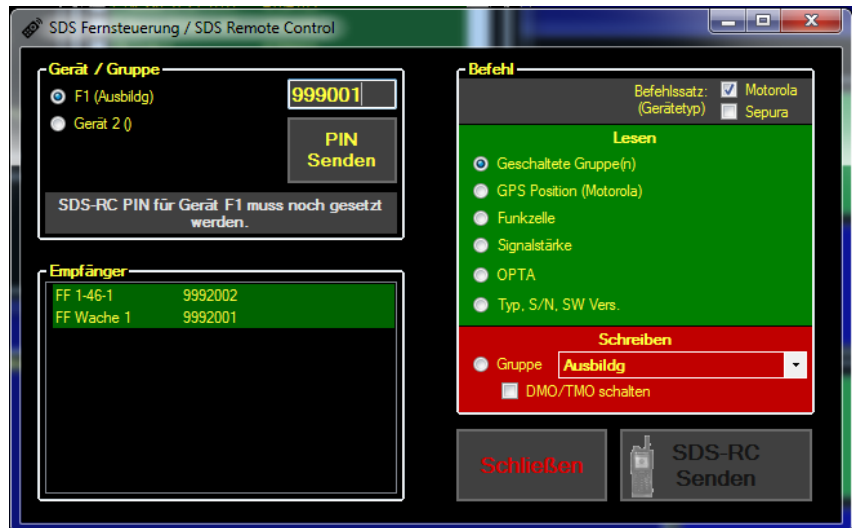 SDS Fernsteuerung / SDS Remote Control
Gerät / Gruppe
F1 (Ausbildg)
999001
Gerät 2 ()
PIN
Senden
SDS-RC PIN für Gerät F1 muss noch gesetzt
werden.
Empfänger
FF 1-46-1 9992002
FF Wache 1 9992001
Befehl
Befehlssatz:
(Gerätetyp)
Motorola
Sepura
Lesen
Geschaltete Gruppe(n)
GPS Position (Motorola)
Funkzelle
Signalstärke
OPTA
Typ, S/N, SW Vers.
Schreiben
Gruppe Ausbildg
DMO/TMO schalten
Schließen
SDS-RC
Senden